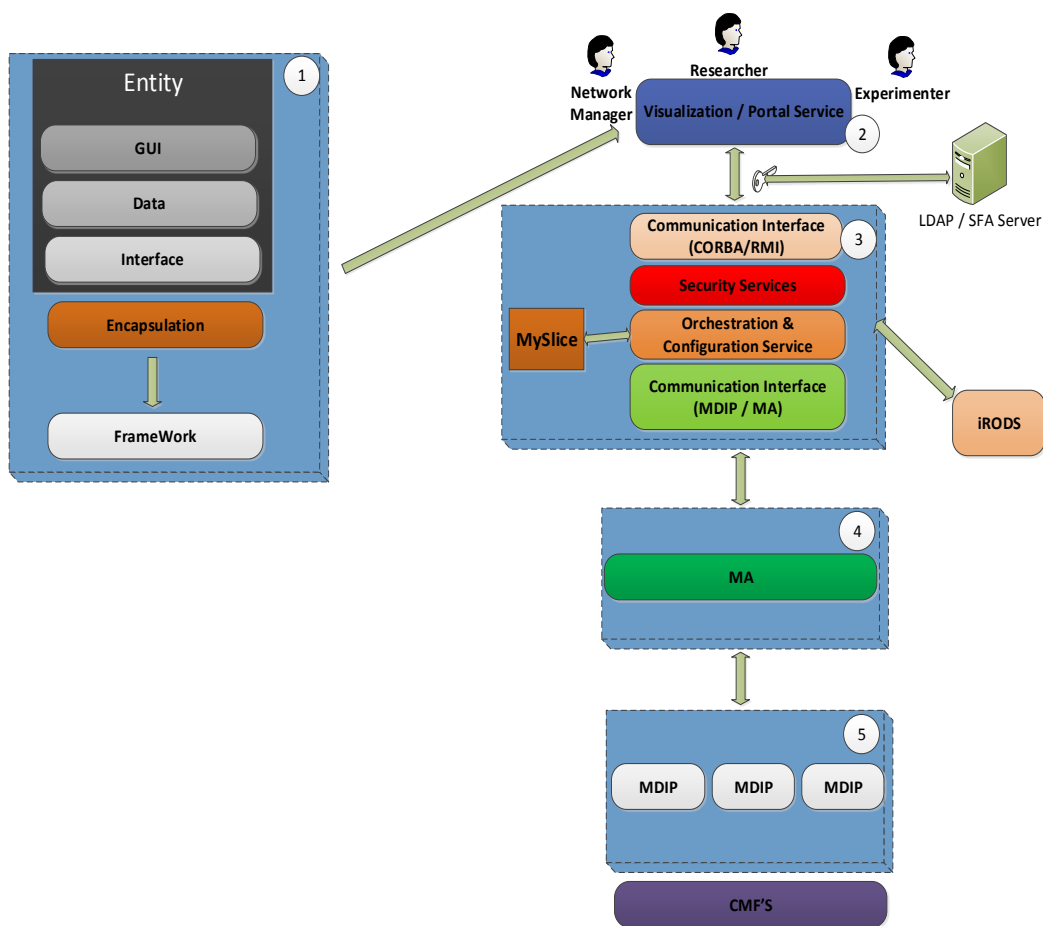 1
Entity
GUI
Data
Interface
Encapsulation
FrameWork
Researcher
Network
Manager
Experimenter
Visualization / Portal Service
2
LDAP / SFA Server
Communication Interface
(CORBA/RMI)
3
Security Services
MySlice
Orchestration &
Configuration Service
Communication Interface
(MDIP / MA)
iRODS
4
MA
5
MDIP
MDIP
MDIP
CMF'S